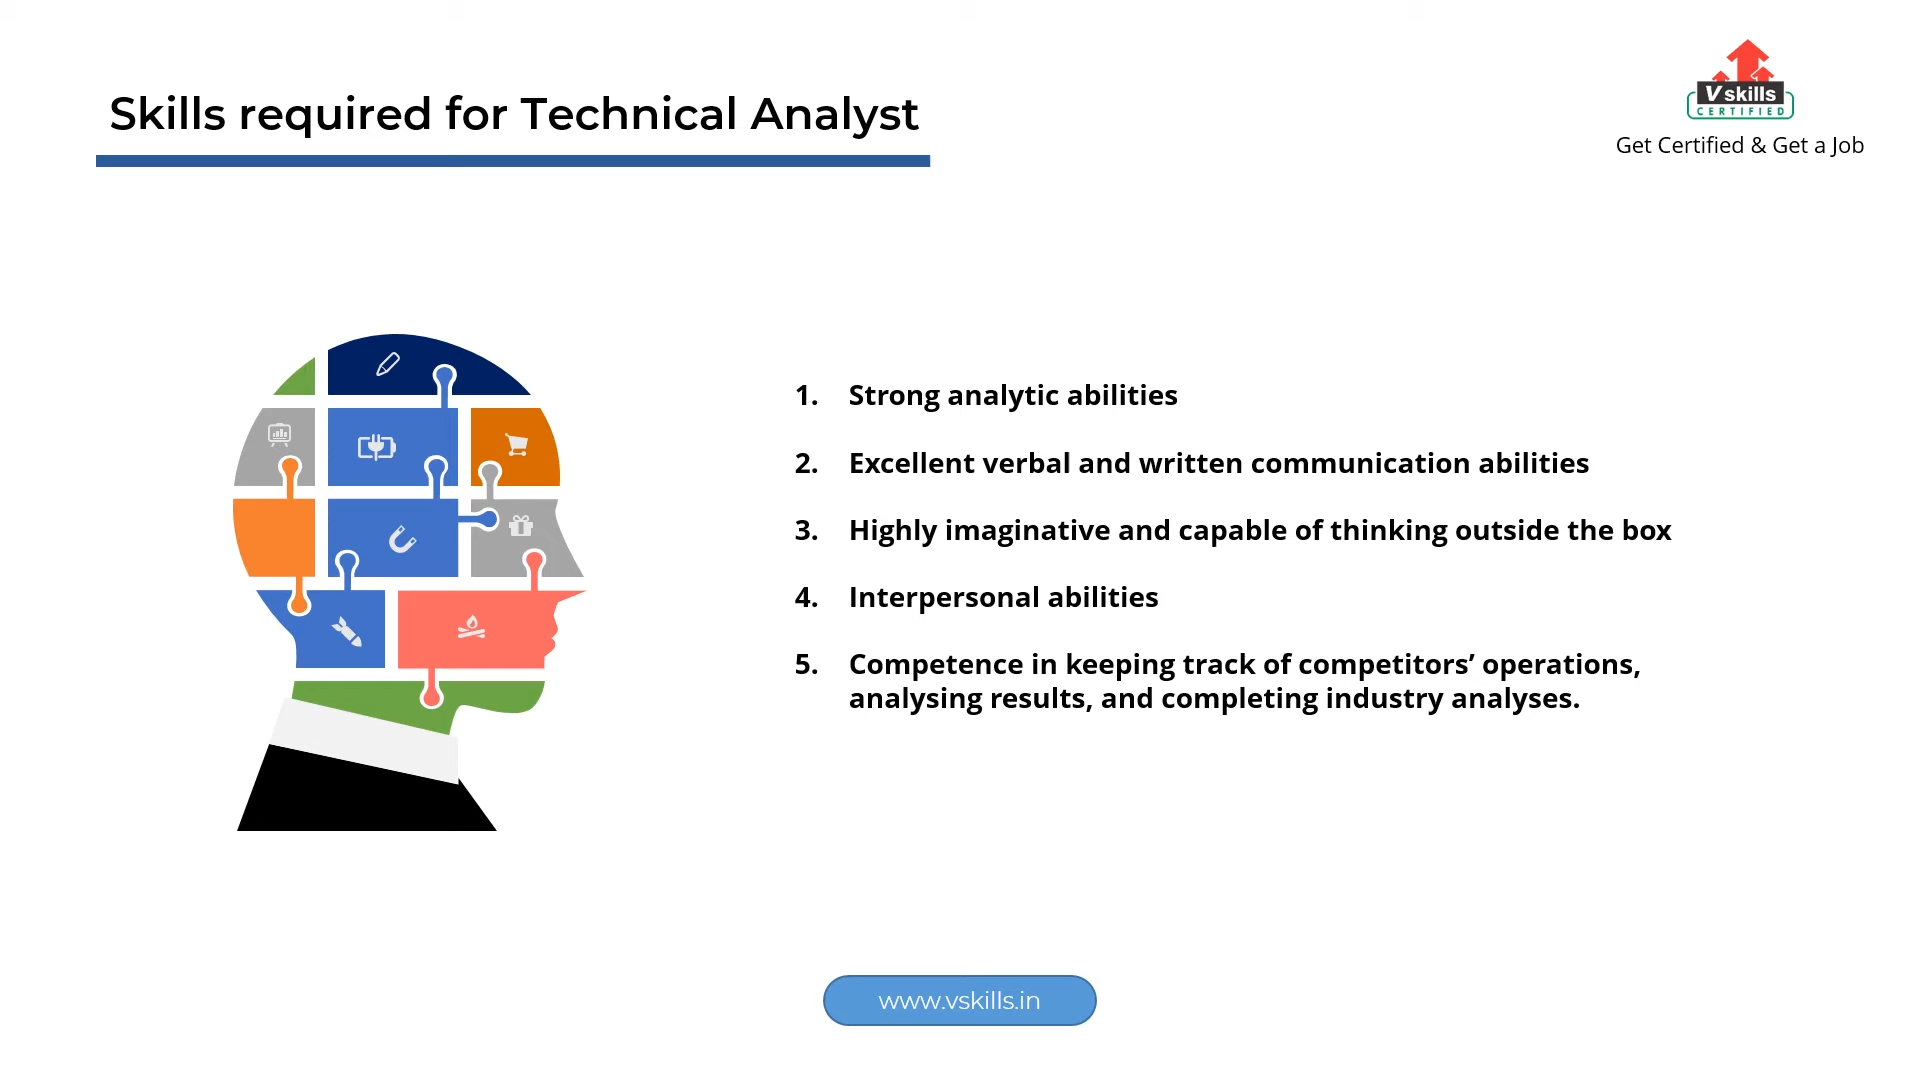 Skills required for Technical Analyst
V skills
CERTIFIED
Get Certified & Get a Job
1. Strong analytic abilities
2. Excellent verbal and written communication abilities
3. Highly imaginative and capable of thinking outside the box
4. Interpersonal abilities
5. Competence in keeping track of competitors’ operations,
analysing results, and completing industry analyses.
www.vskills.in